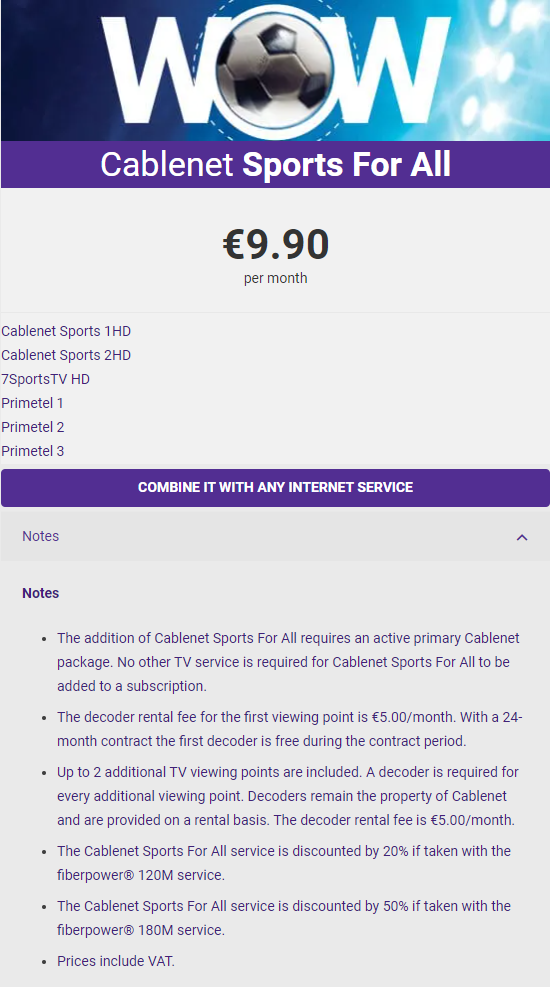 WOW
Cablenet Sports For All
€9.90
per month
Cablenet Sports 1HD
Cablenet Sports 2HD
7SportsTV HD
Primetel 1
Primetel 2
Primetel 3
COMBINE IT WITH ANY INTERNET SERVICE
Notes
Notes
• The addition of Cablenet Sports For All requires an active primary Cablenet
package. No other TV service is required for Cablenet Sports For All to be
added to a subscription.
• The decoder rental fee for the first viewing point is €5.00/month. With a 24-
month contract the first decoder is free during the contract period.
• Up to 2 additional TV viewing points are included. A decoder is required for
every additional viewing point. Decoders remain the property of Cablenet
and are provided on a rental basis. The decoder rental fee is €5.00/month.
• The Cablenet Sports For All service is discounted by 20% if taken with the
fiberpower® 120M service.
• The Cablenet Sports For All service is discounted by 50% if taken with the
fiberpower® 180M service.
• Prices include VAT.